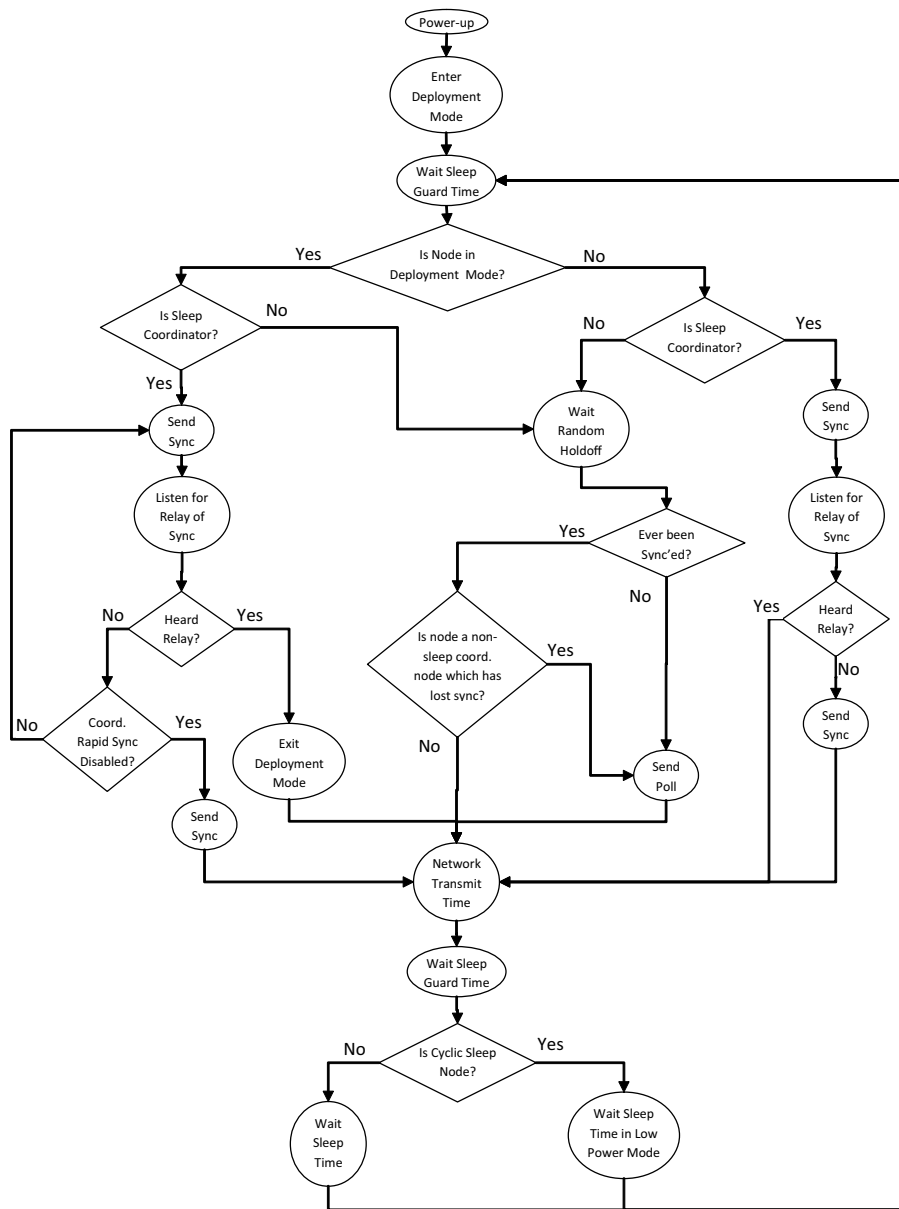 Power-up
Enter
Deployment
Mode
Wait Sleep
Guard Time
Is Node in
Deployment Mode?
Yes
No
Is Sleep
Coordinator?
No
Yes
Is Sleep
Coordinator?
No
Yes
Send
Sync
Wait
Random
Holdoff
Send
Sync
Listen for
Relay of
Sync
Listen for
Relay of
Sync
Ever been
Sync'ed?
Yes
No
Heard
Relay?
No
Yes
Is node a non-
sleep coord.
node which has
lost sync?
Yes
No
Heard
Relay?
Yes
No
Coord.
Rapid Sync
Disabled?
No
Yes
Exit
Deployment
Mode
Send
Poll
Send
Sync
Send
Sync
Network
Transmit
Time
Wait Sleep
Guard Time
Is Cyclic Sleep
Node?
No
Yes
Wait
Sleep
Time
Wait Sleep
Time in Low
Power Mode